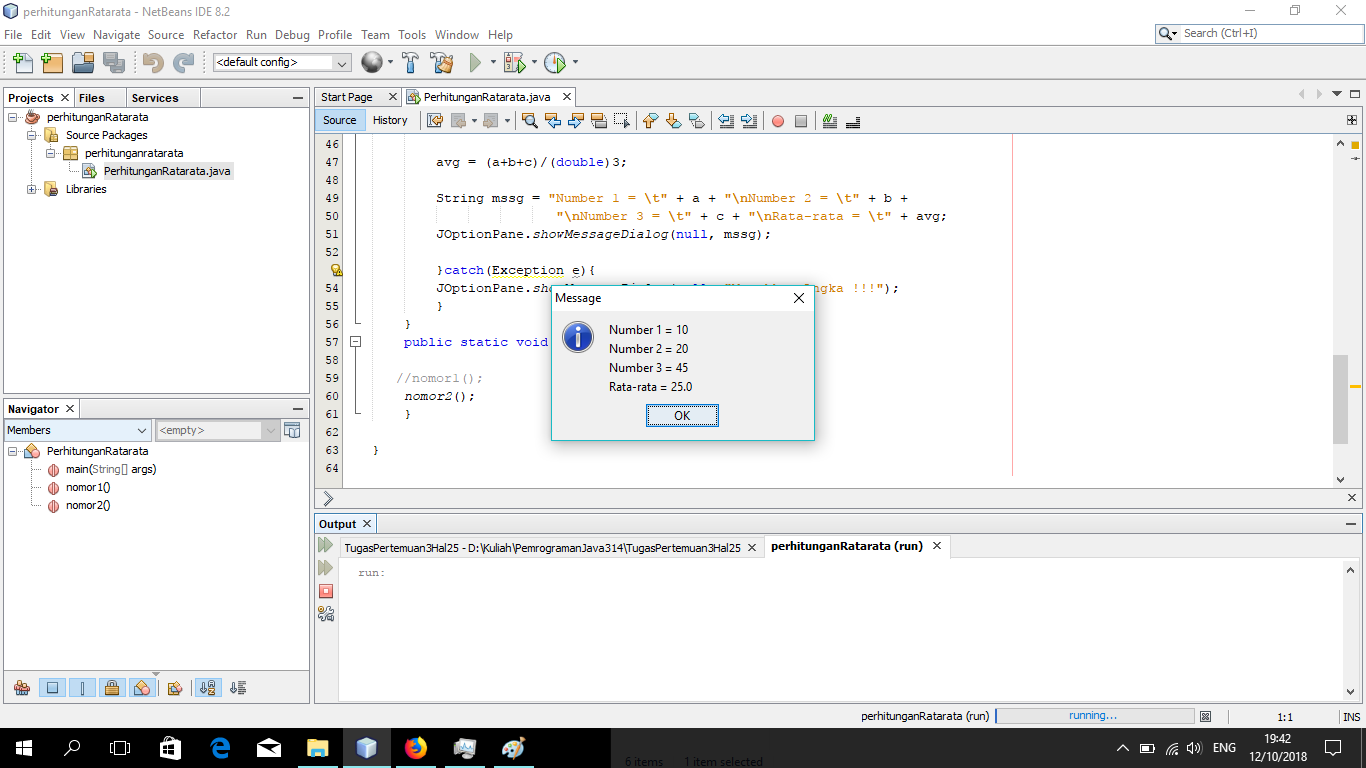 perhitunganRatarata - NetBeans IDE 8.2
File Edit View Navigate Source Refactor Run Debug Profile Team Tools Window Help
Search (Ctrl+I)
<default config>
Projects Files Services
perhitunganRatarata
Source Packages
perhitunganratarata
PerhitunganRatarata.java
Libraries
Start Page PerhitunganRatarata.java
Source History
46
47 avg = (a+b+c)/(double)3;
48
49 String mssg = "Number 1 = \t" + a + "\nNumber 2 = \t" + b +
50 "\nNumber 3 = \t" + c + "\nRata-rata = \t" + avg;
51 JOptionPane.showMessageDialog(null, mssg);
52
}catch(Exception e){
54 JOptionPane. !!!");
55 }
56 }
57 public static void
58
59 //nomor1();
60 nomor2();
61 }
62
63 }
64
Message
Number 1 = 10
Number 2 = 20
Number 3 = 45
Rata-rata = 25.0
OK
Navigator
Members <empty>
PerhitunganRatarata
main(String[] args)
nomor1()
nomor2()
Output
TugasPertemuan3Hal25 - D:\Kuliah\PemrogramanJava314\TugasPertemuan3Hal25 perhitunganRatarata (run)
run:
perhitunganRatarata (run) running... 1:1 INS
6 items 1 item selected
ENG
19:42
12/10/2018